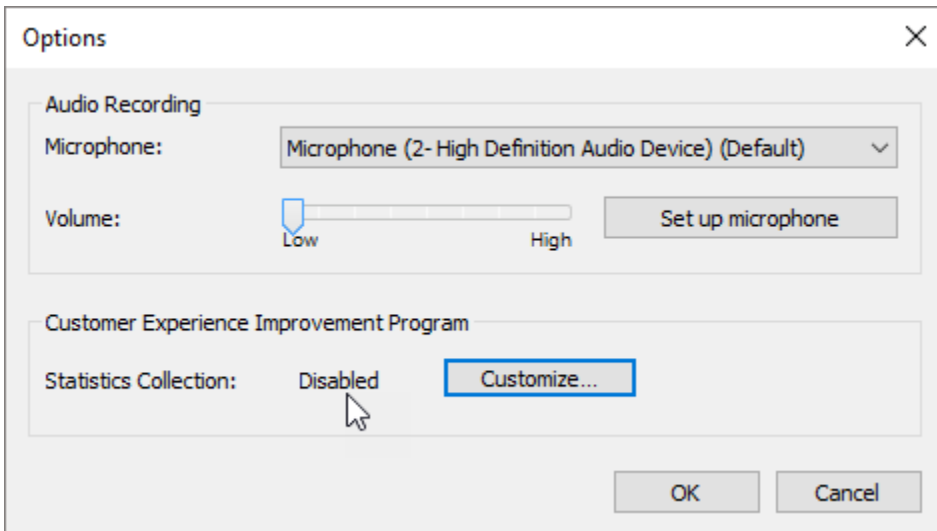 Options
Audio Recording
Microphone: Microphone (2- High Definition Audio Device) (Default)
Volume: Set up microphone
Low High
Customer Experience Improvement Program
Statistics Collection: Disabled Customize...
OK Cancel